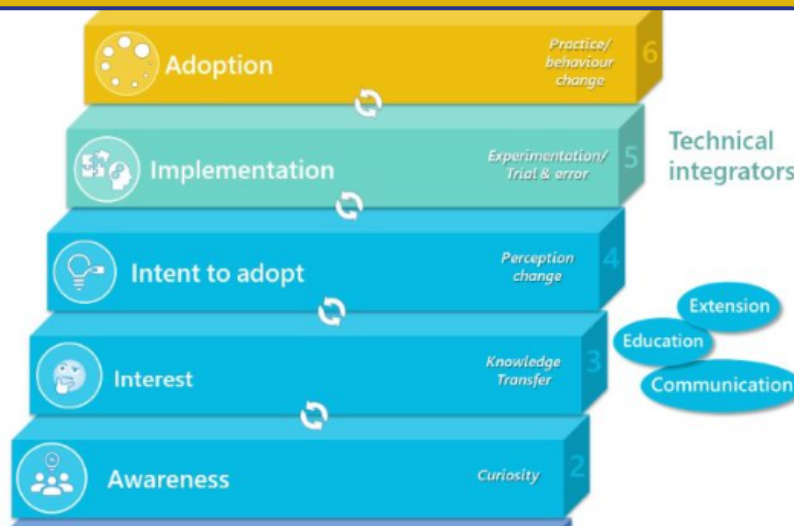 Adoption
Practice/
behaviour
change
6
Implementation
Experimentation/
Trial & error
5
Technical
integrators
Intent to adopt
Perception
change
4
Extension
Education
Communication
Interest
Knowledge
Transfer
3
Awareness
Curiosity
2